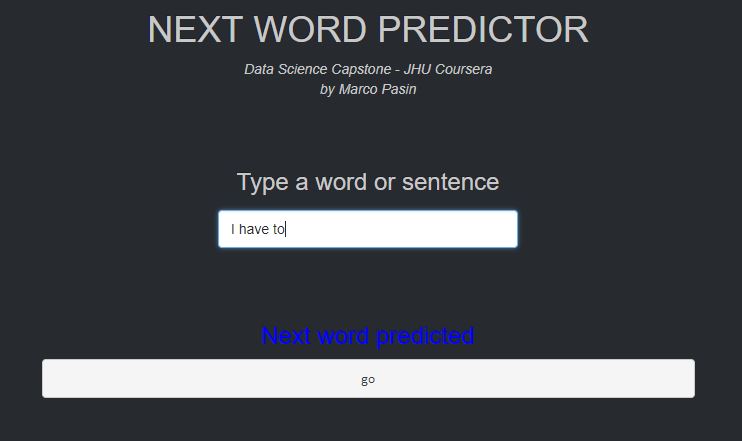 NEXT WORD PREDICTOR
Data Science Capstone - JHU Coursera
by Marco Pasin
Type a word or sentence
I have to
Next word predicted
go